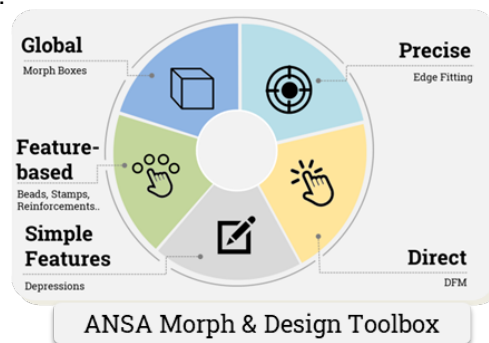 Global
Morph Boxes
Precise
Edge Fitting
Feature-
based
Beads, Stamps,
Reinforcements..
Simple
Features
Depressions
Direct
DFM
ANSA Morph & Design Toolbox